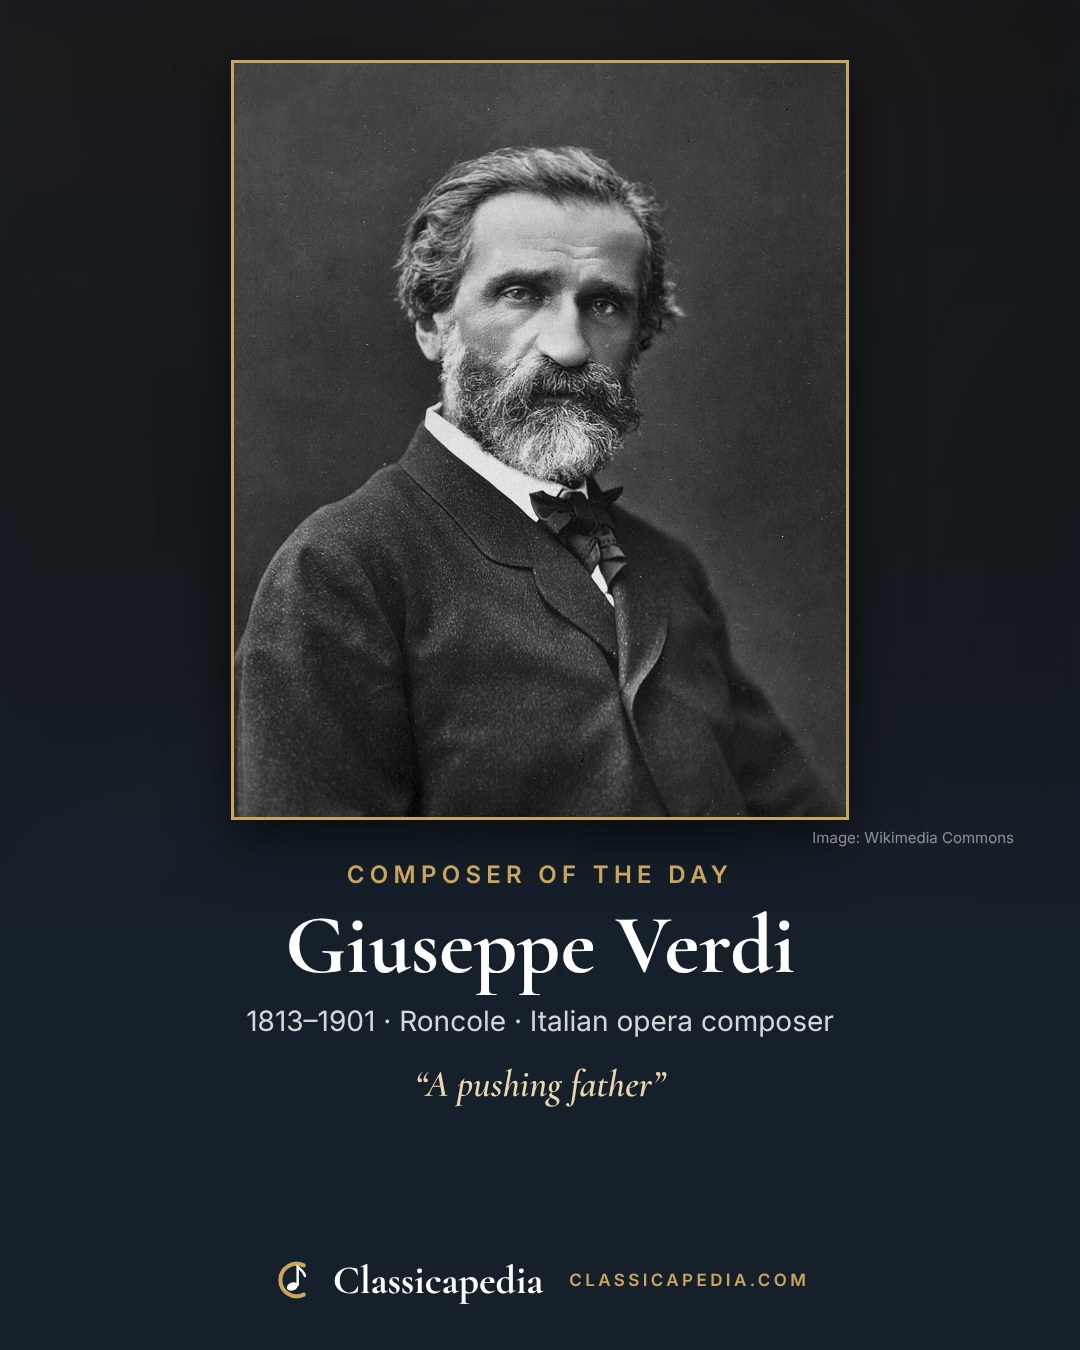 Image: Wikimedia Commons
COMPOSER OF THE DAY
Giuseppe Verdi
1813–1901 · Roncole · Italian opera composer
“A pushing father”
Classicapedia CLASSICAPEDIA.COM